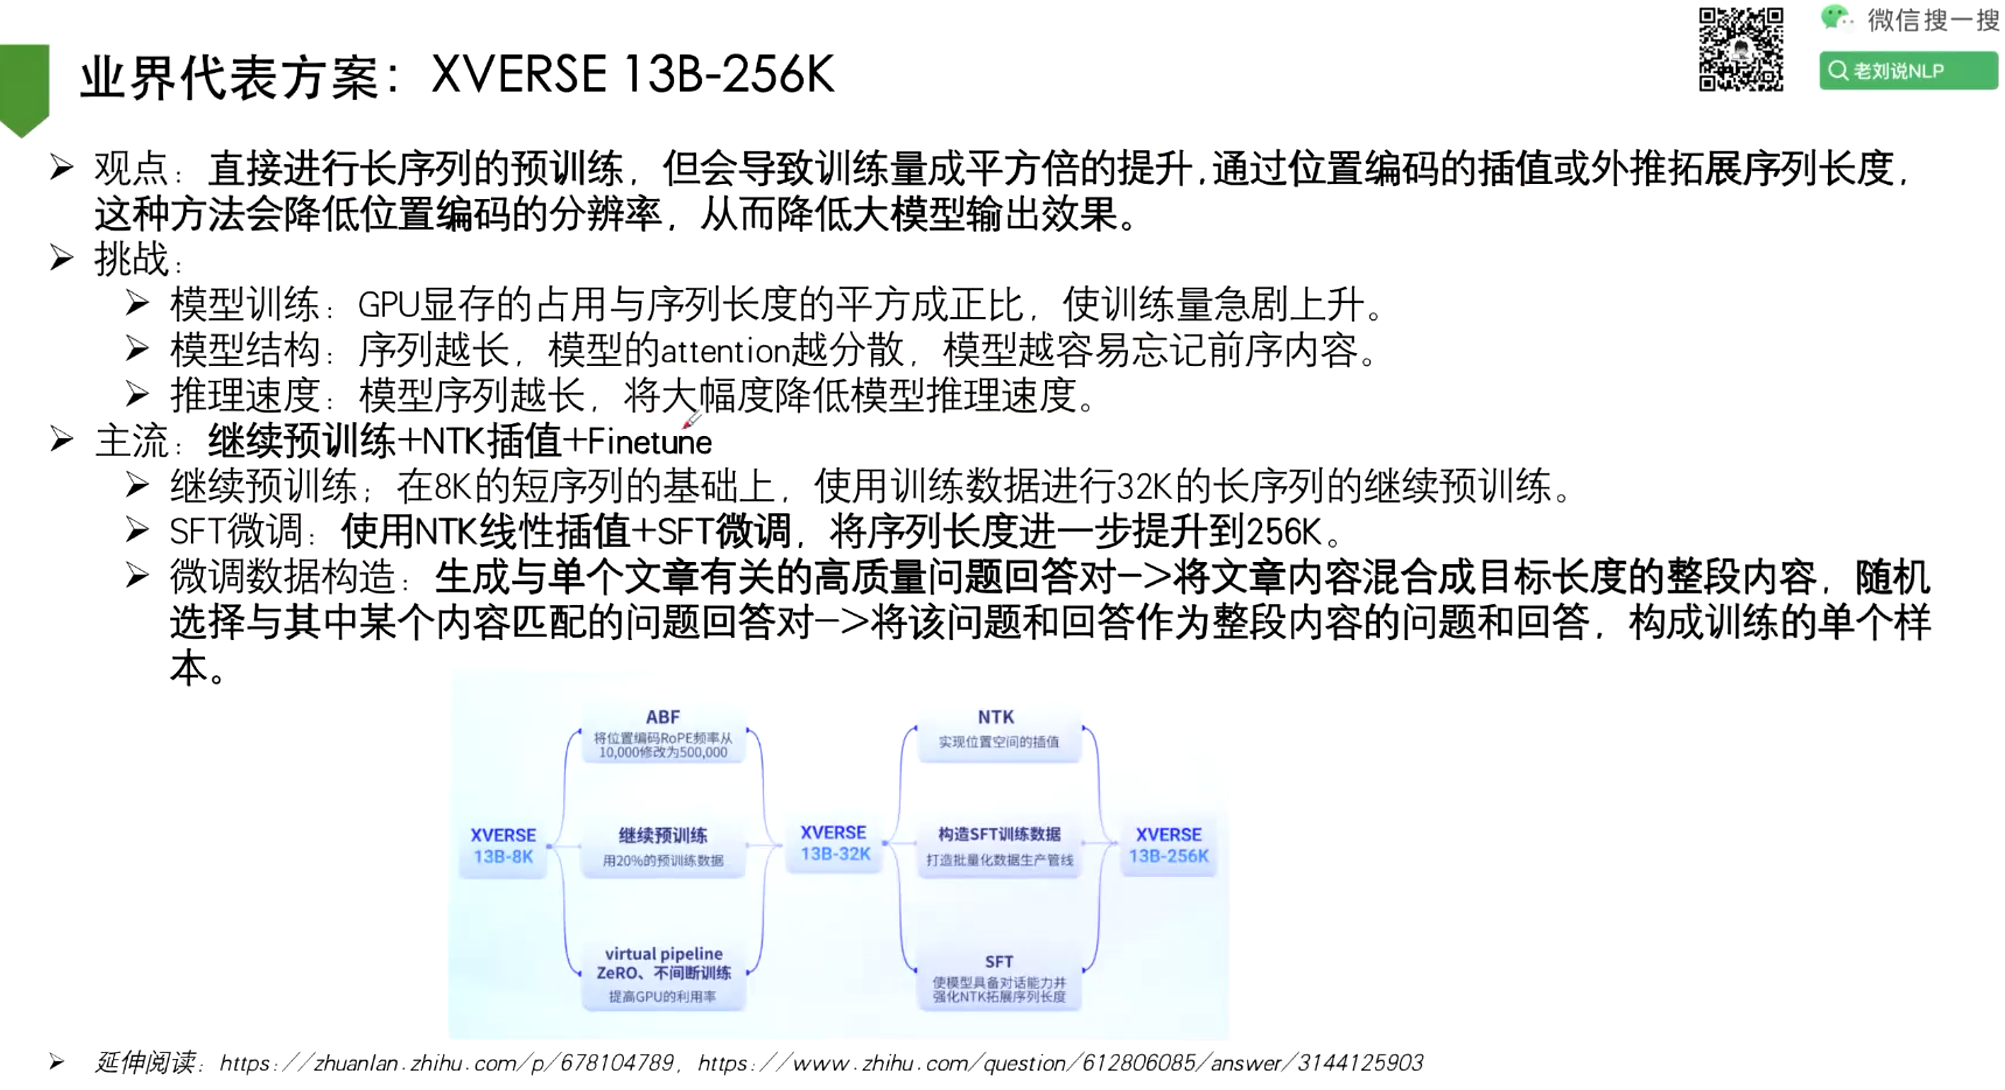 微信搜一搜
老刘说NLP
业界代表方案：XVERSE 13B-256K
观点：直接进行长序列的预训练，但会导致训练量成平方倍的提升,通过位置编码的插值或外推拓展序列长度，
这种方法会降低位置编码的分辨率，从而降低大模型输出效果。
挑战：
模型训练：GPU显存的占用与序列长度的平方成正比，使训练量急剧上升。
模型结构：序列越长，模型的attention越分散，模型越容易忘记前序内容。
推理速度：模型序列越长，将大幅度降低模型推理速度。
主流：继续预训练+NTK插值+Finetune
继续预训练；在8K的短序列的基础上，使用训练数据进行32K的长序列的继续预训练。
SFT微调：使用NTK线性插值+SFT微调，将序列长度进一步提升到256K。
微调数据构造：生成与单个文章有关的高质量问题回答对—>将文章内容混合成目标长度的整段内容，随机
选择与其中某个内容匹配的问题回答对—>将该问题和回答作为整段内容的问题和回答，构成训练的单个样
本。
XVERSE
13B-8K
ABF
将位置编码RoPE频率从
10,000修改为500,000
继续预训练
用20%的预训练数据
virtual pipeline
ZeRO、不间断训练
提高GPU的利用率
XVERSE
13B-32K
NTK
实现位置空间的插值
构造SFT训练数据
打造批量化数据生产管线
SFT
使模型具备对话能力并
强化NTK拓展序列长度
XVERSE
13B-256K
延伸阅读：https://zhuanlan.zhihu.com/p/678104789，https://www.zhihu.com/question/612806085/answer/3144125903